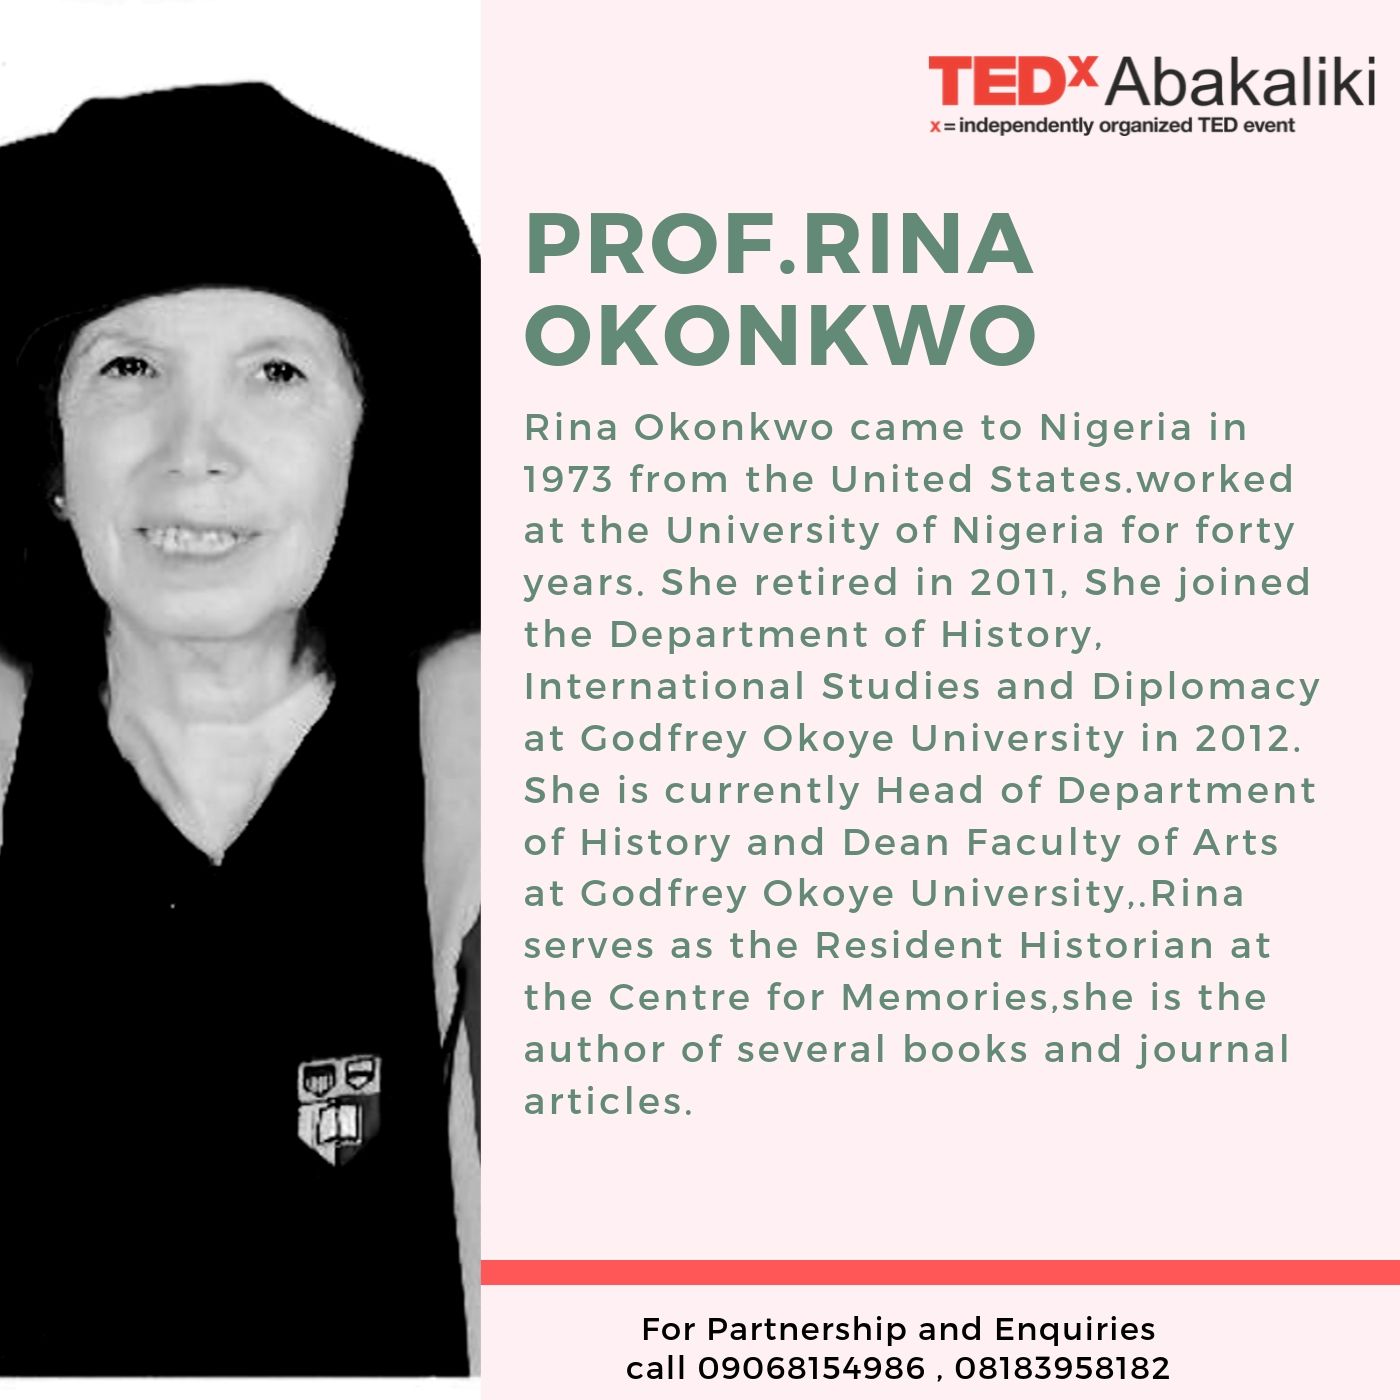 TEDx Abakaliki
x = independently organized TED event
PROF.RINA
OKONKWO
Rina Okonkwo came to Nigeria in
1973 from the United States.worked
at the University of Nigeria for forty
years. She retired in 2011, She joined
the Department of History,
International Studies and Diplomacy
at Godfrey Okoye University in 2012.
She is currently Head of Department
of History and Dean Faculty of Arts
at Godfrey Okoye University,.Rina
serves as the Resident Historian at
the Centre for Memories,she is the
author of several books and journal
articles.
For Partnership and Enquiries
call 09068154986 , 08183958182